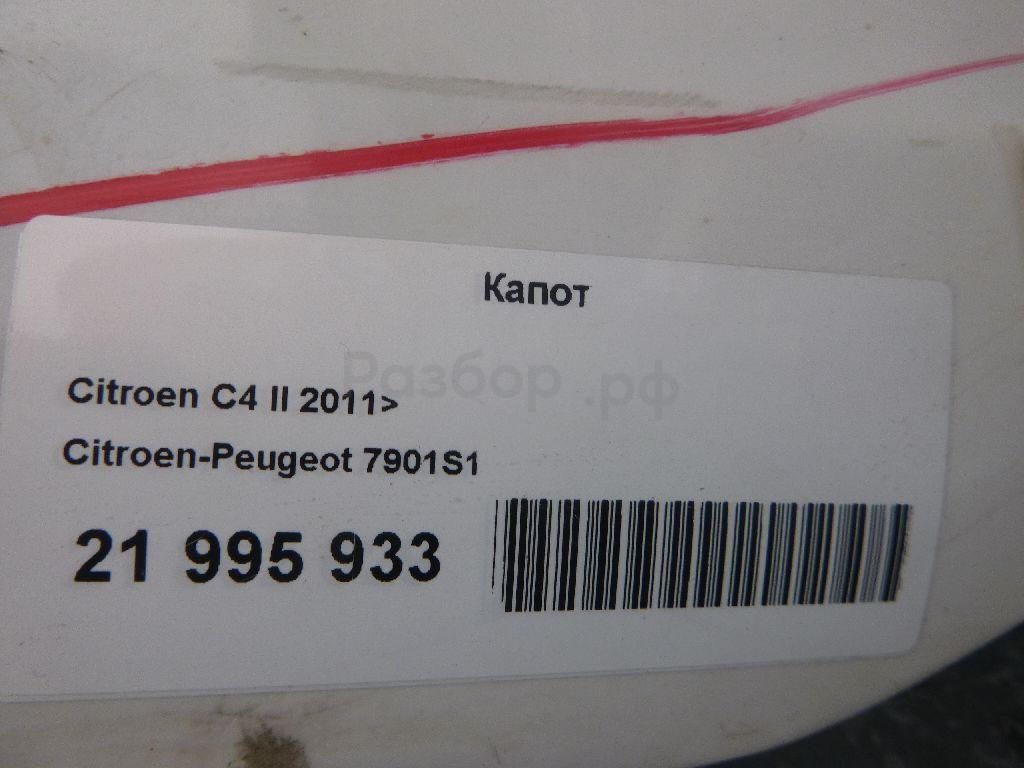 Капот
Разбор.рф
Citroen C4 II 2011>
Citroen-Peugeot 7901S1
21 995 933